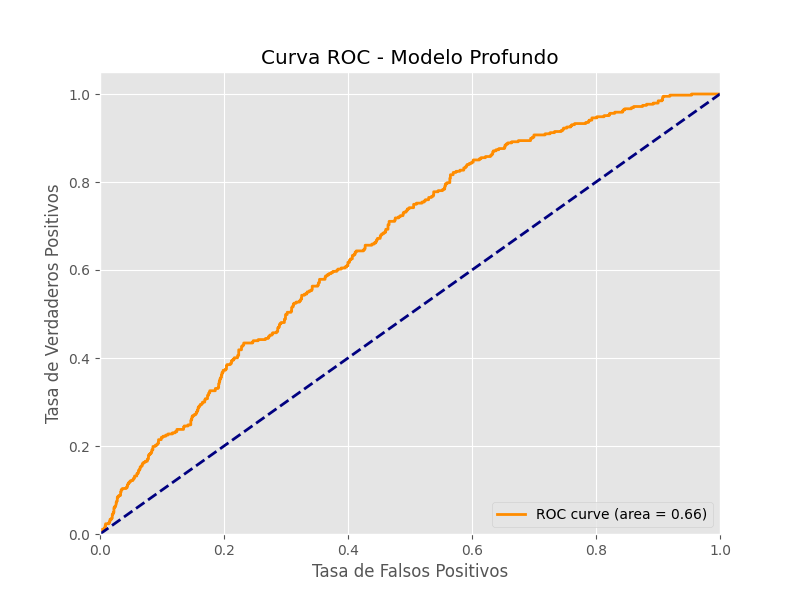 Curva ROC - Modelo Profundo
Tasa de Verdaderos Positivos
1.0
0.8
0.6
0.4
0.2
0.0
0.0 0.2 0.4 0.6 0.8 1.0
Tasa de Falsos Positivos
ROC curve (area = 0.66)